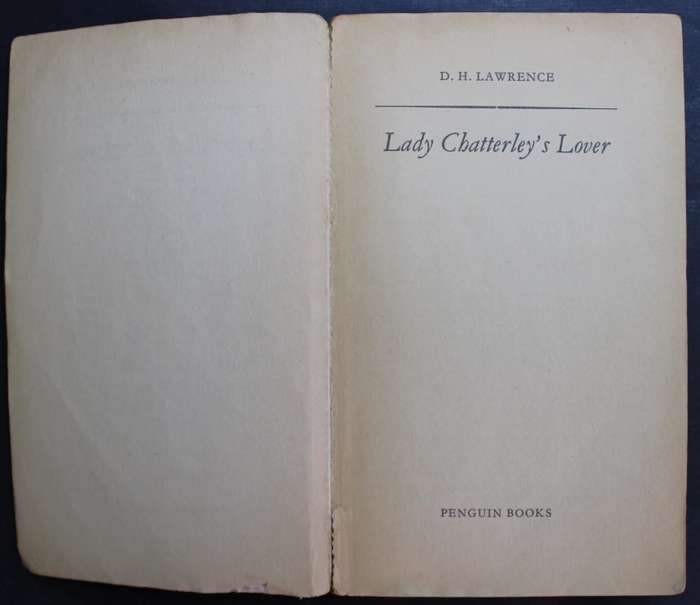 D. H. LAWRENCE
Lady Chatterley's Lover
PENGUIN BOOKS